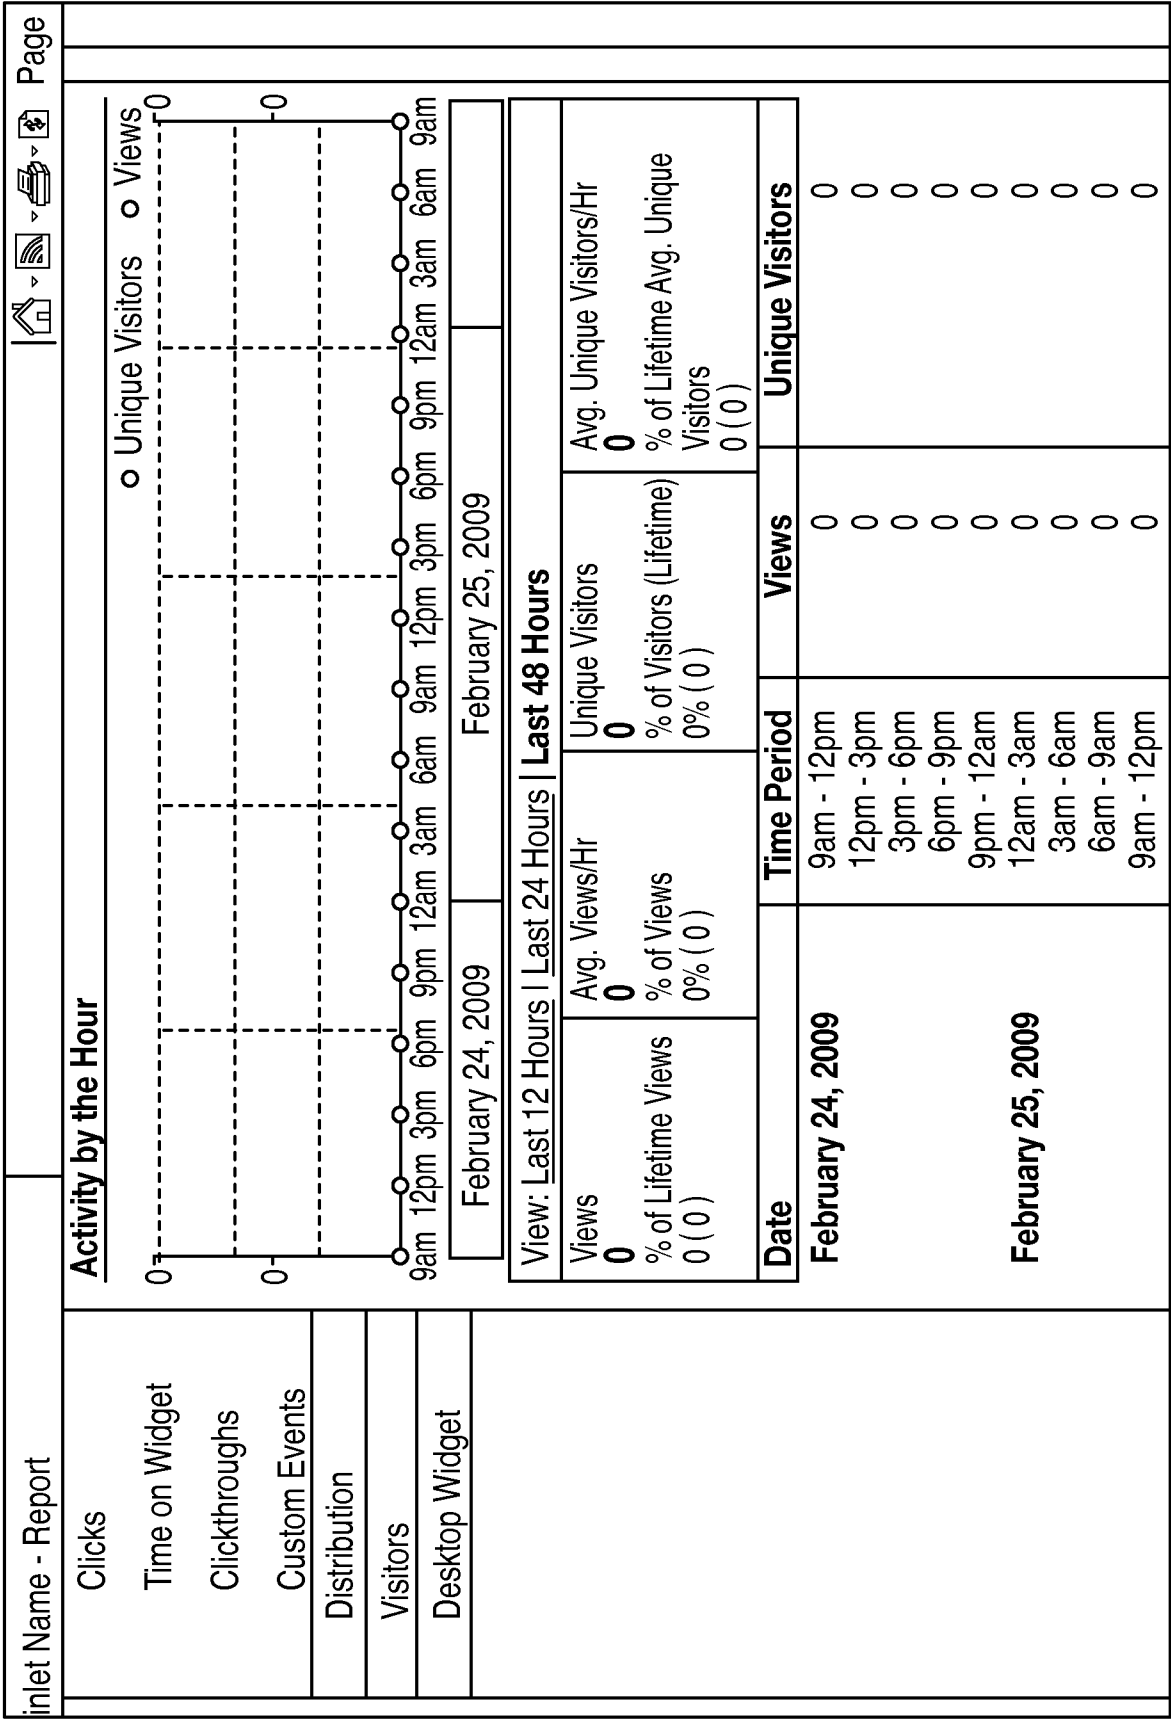 inlet Name - Report
Page
Clicks
Time on Widget
Clickthroughs
Custom Events
Distribution
Visitors
Desktop Widget
Activity by the Hour
Unique Visitors Views
0 0
0 0
9am 12pm 3pm 6pm 9pm 12am 3am 6am 9am 12pm 3pm 6pm 9pm 12am 3am 6am 9am
February 24, 2009 February 25, 2009
View: Last 12 Hours | Last 24 Hours | Last 48 Hours
Views
0
% of Lifetime Views
0 ( 0 )
Avg. Views/Hr
0
% of Views
0% ( 0 )
Unique Visitors
0
% of Visitors (Lifetime)
0% ( 0 )
Avg. Unique Visitors/Hr
0
% of Lifetime Avg. Unique
Visitors
0 ( 0 )
Date Time Period Views Unique Visitors
February 24, 2009 9am - 12pm 0 0
12pm - 3pm 0 0
3pm - 6pm 0 0
6pm - 9pm 0 0
9pm - 12am 0 0
February 25, 2009 12am - 3am 0 0
3am - 6am 0 0
6am - 9am 0 0
9am - 12pm 0 0